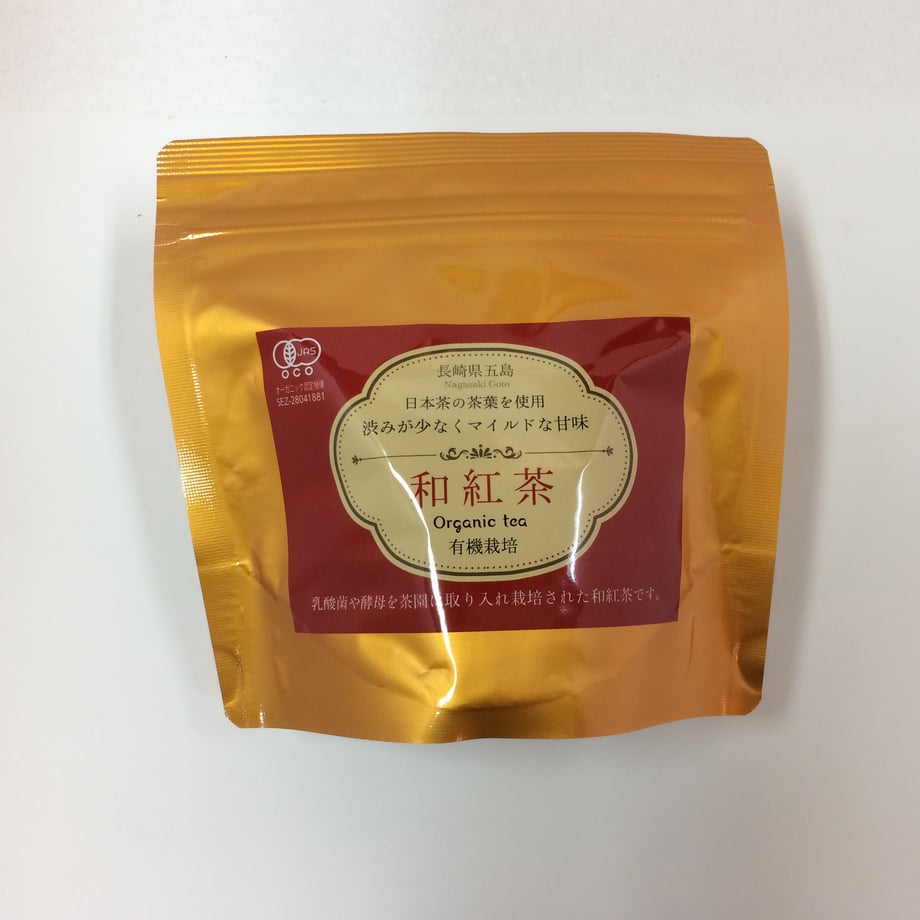 JAS
OCO
オーガニック認定機構
SEZ-28041881
長崎県五島
Nagasaki Goto
日本茶の茶葉を使用
渋みが少なくマイルドな甘味
和紅茶
Organic tea
有機栽培
乳酸菌や酵母を茶園に取り入れ栽培された和紅茶です。